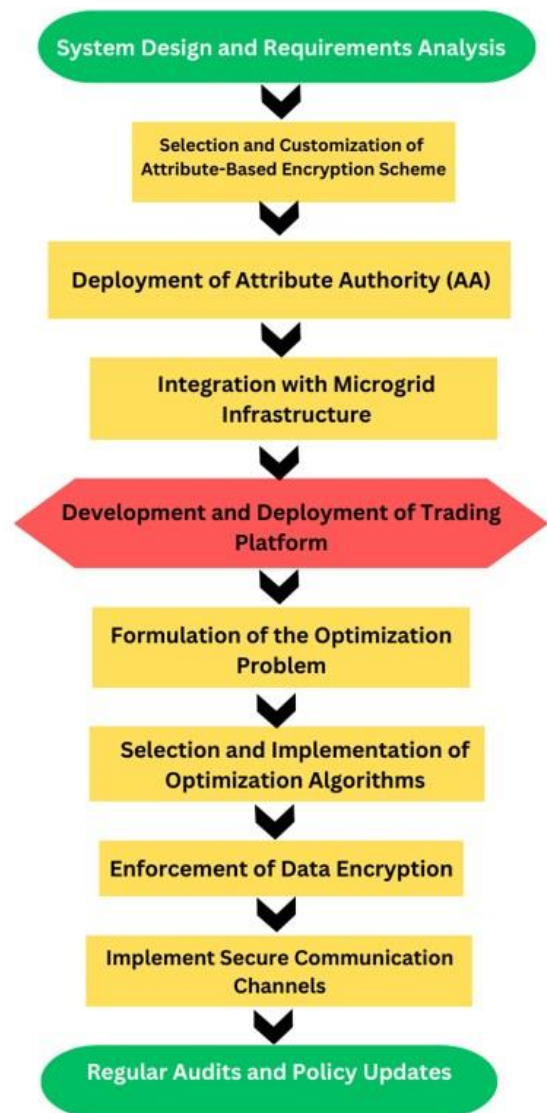 System Design and Requirements Analysis
Selection and Customization of
Attribute-Based Encryption Scheme
Deployment of Attribute Authority (AA)
Integration with Microgrid
Infrastructure
Development and Deployment of Trading
Platform
Formulation of the Optimization
Problem
Selection and Implementation of
Optimization Algorithms
Enforcement of Data Encryption
Implement Secure Communication
Channels
Regular Audits and Policy Updates